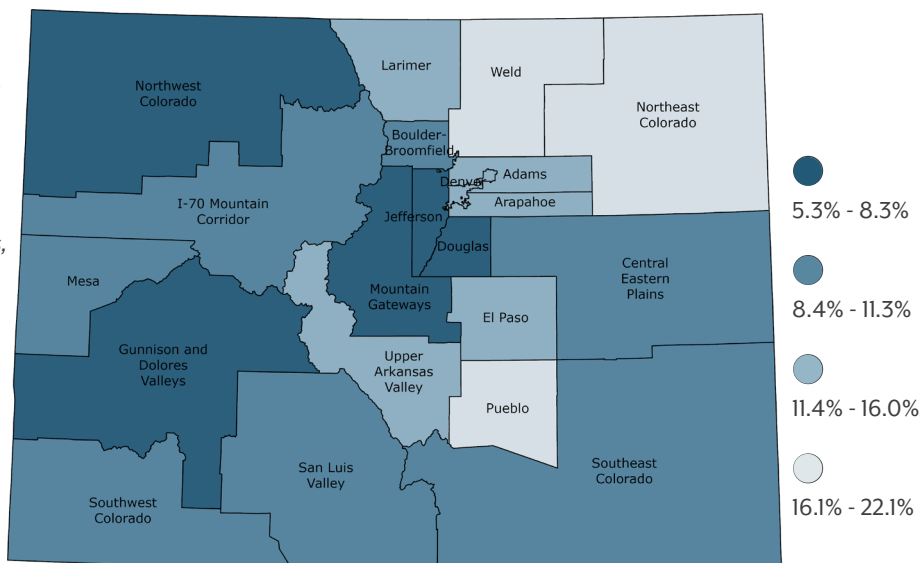 Larimer
Weld
Northwest
Colorado
Northeast
Colorado
Boulder-
Broomfield
Denver
Adams
Arapahoe
I-70 Mountain
Corridor
Jefferson
Douglas
Mesa
Mountain
Gateways
Central
Eastern
Plains
El Paso
Gunnison and
Dolores
Valleys
Upper
Arkansas
Valley
Pueblo
San Luis
Valley
Southeast
Colorado
Southwest
Colorado
5.3% - 8.3%
8.4% - 11.3%
11.4% - 16.0%
16.1% - 22.1%